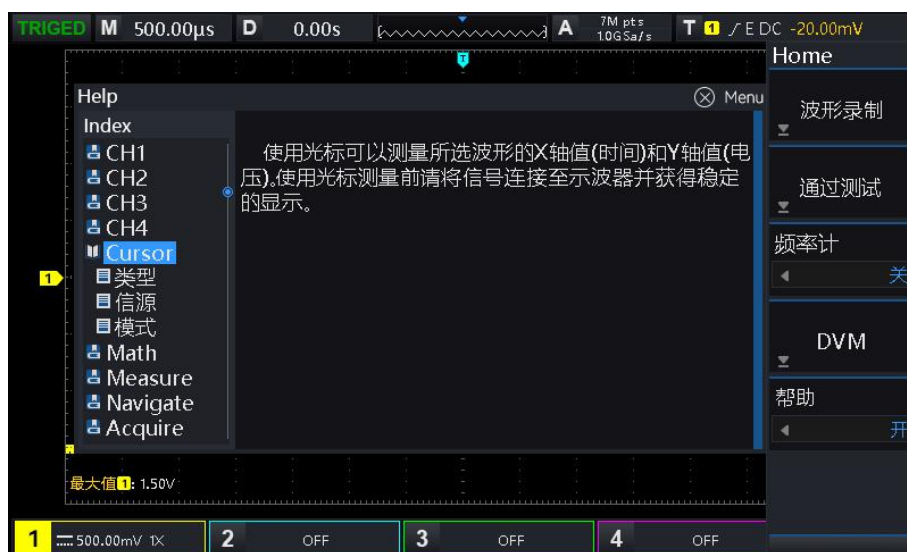 TRIGED M 500.00μs D 0.00s A 7M pts 1.0GSa/s T 1 E DC -20.00mV
T
Home
Help Menu
Index
CH1
CH2
CH3
CH4
Cursor
类型
信源
模式
Math
Measure
Navigate
Acquire
使用光标可以测量所选波形的X轴值(时间)和Y轴值(电
压)。使用光标测量前请将信号连接至示波器并获得稳定
的显示。
1
最大值1: 1.50V
波形录制
通过测试
频率计
关
DVM
帮助
开
1 500.00mV 1X 2 OFF 3 OFF 4 OFF